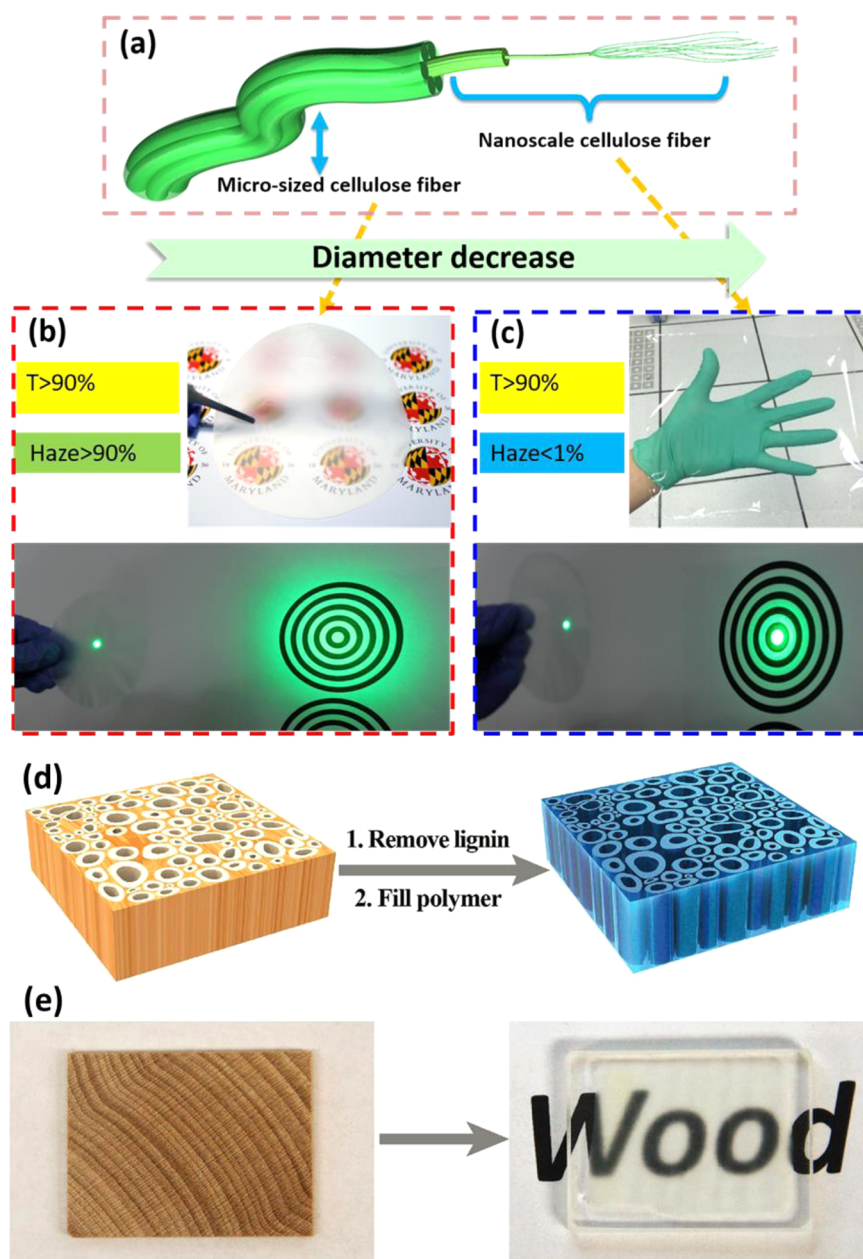 (a)
Nanoscale cellulose fiber
Micro-sized cellulose fiber
Diameter decrease
(b)
T>90%
Haze>90%
UNIVERSITY OF
MARYLAND
MARYLAND
(c)
T>90%
Haze<1%
(d)
1. Remove lignin
2. Fill polymer
(e)
Wood